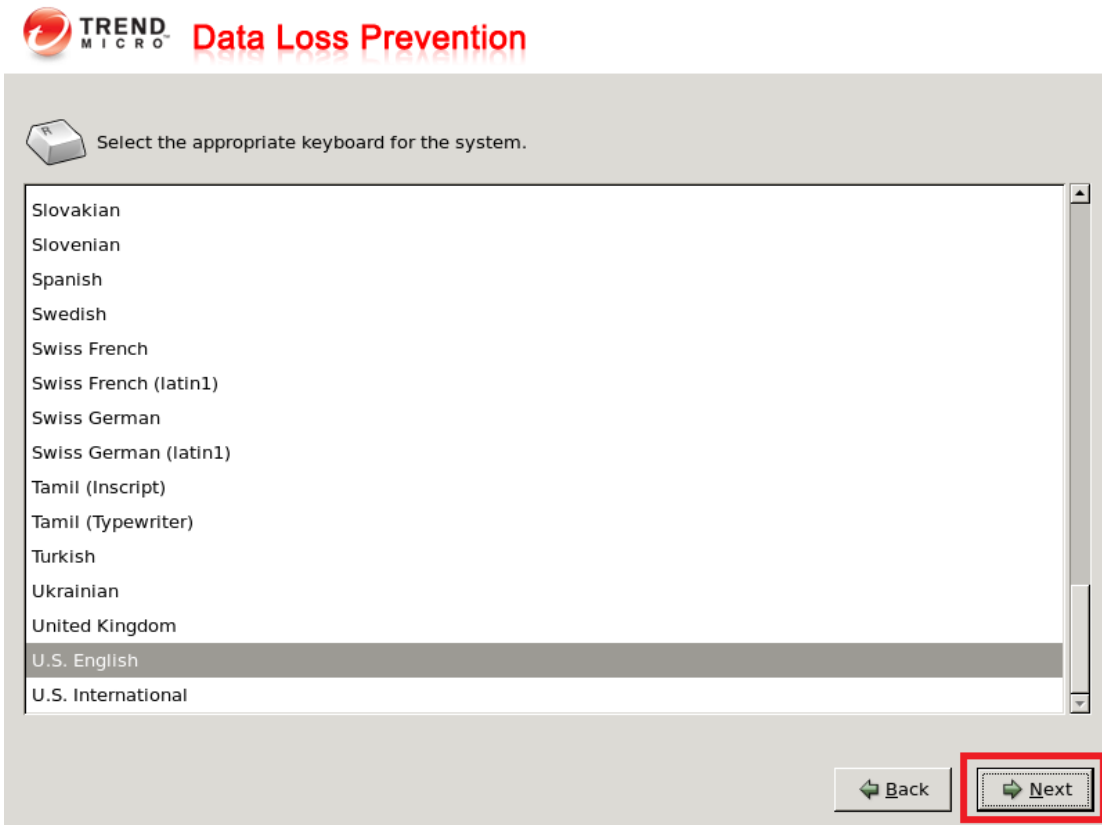 TREND MICRO Data Loss Prevention
R
Select the appropriate keyboard for the system.
Slovakian
Slovenian
Spanish
Swedish
Swiss French
Swiss French (latin1)
Swiss German
Swiss German (latin1)
Tamil (Inscript)
Tamil (Typewriter)
Turkish
Ukrainian
United Kingdom
U.S. English
U.S. International
Back Next